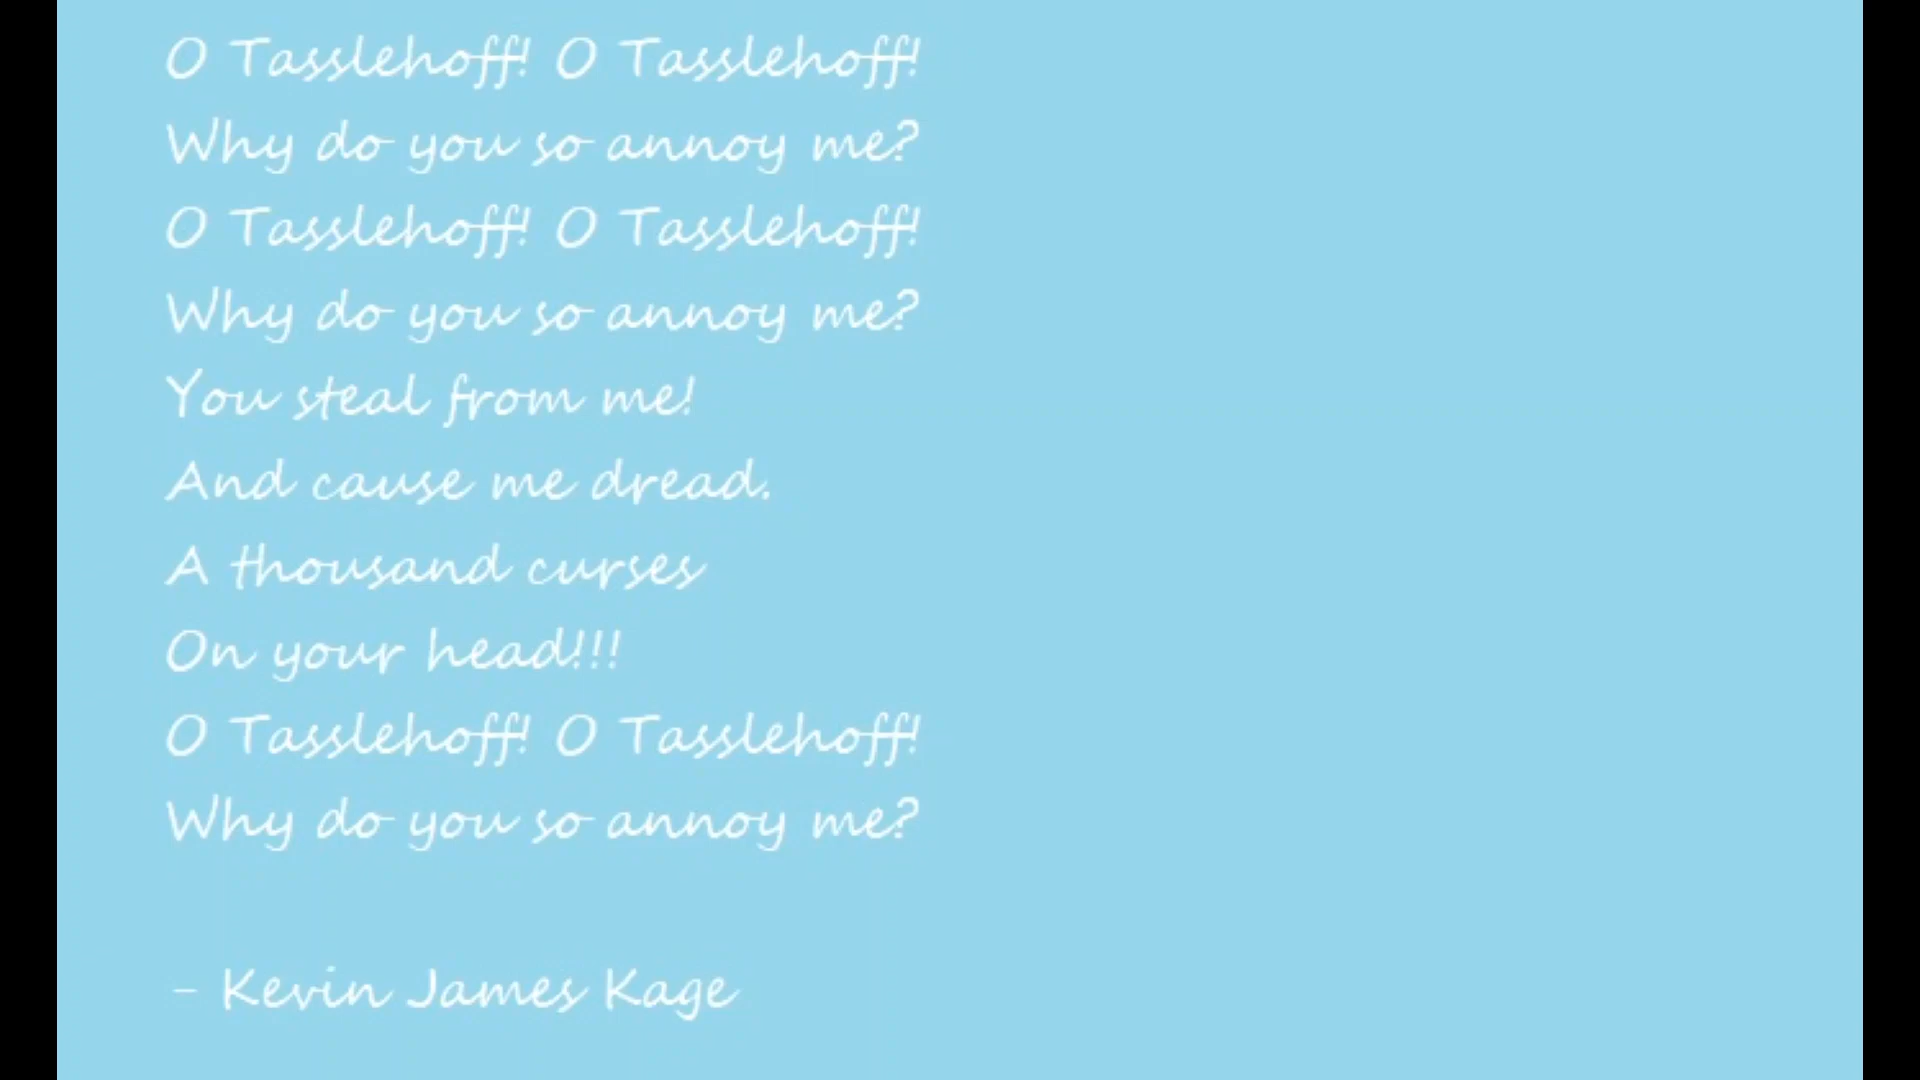 O Tasslehoff! O Tasslehoff!
Why do you so annoy me?
O Tasslehoff! O Tasslehoff!
Why do you so annoy me?
You steal from me!
And cause me dread.
A thousand curses
On your head!!!
O Tasslehoff! O Tasslehoff!
Why do you so annoy me?
- Kevin James Kage